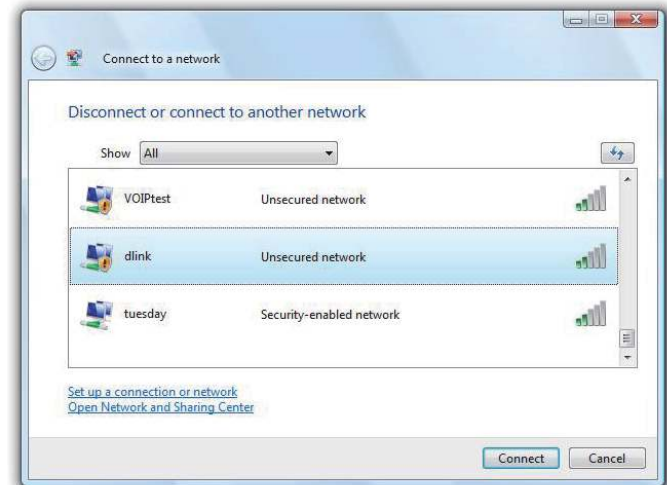 Connect to a network
Disconnect or connect to another network
Show All
VOIPtest Unsecured network
dlink Unsecured network
tuesday Security-enabled network
Set up a connection or network
Open Network and Sharing Center
Connect Cancel